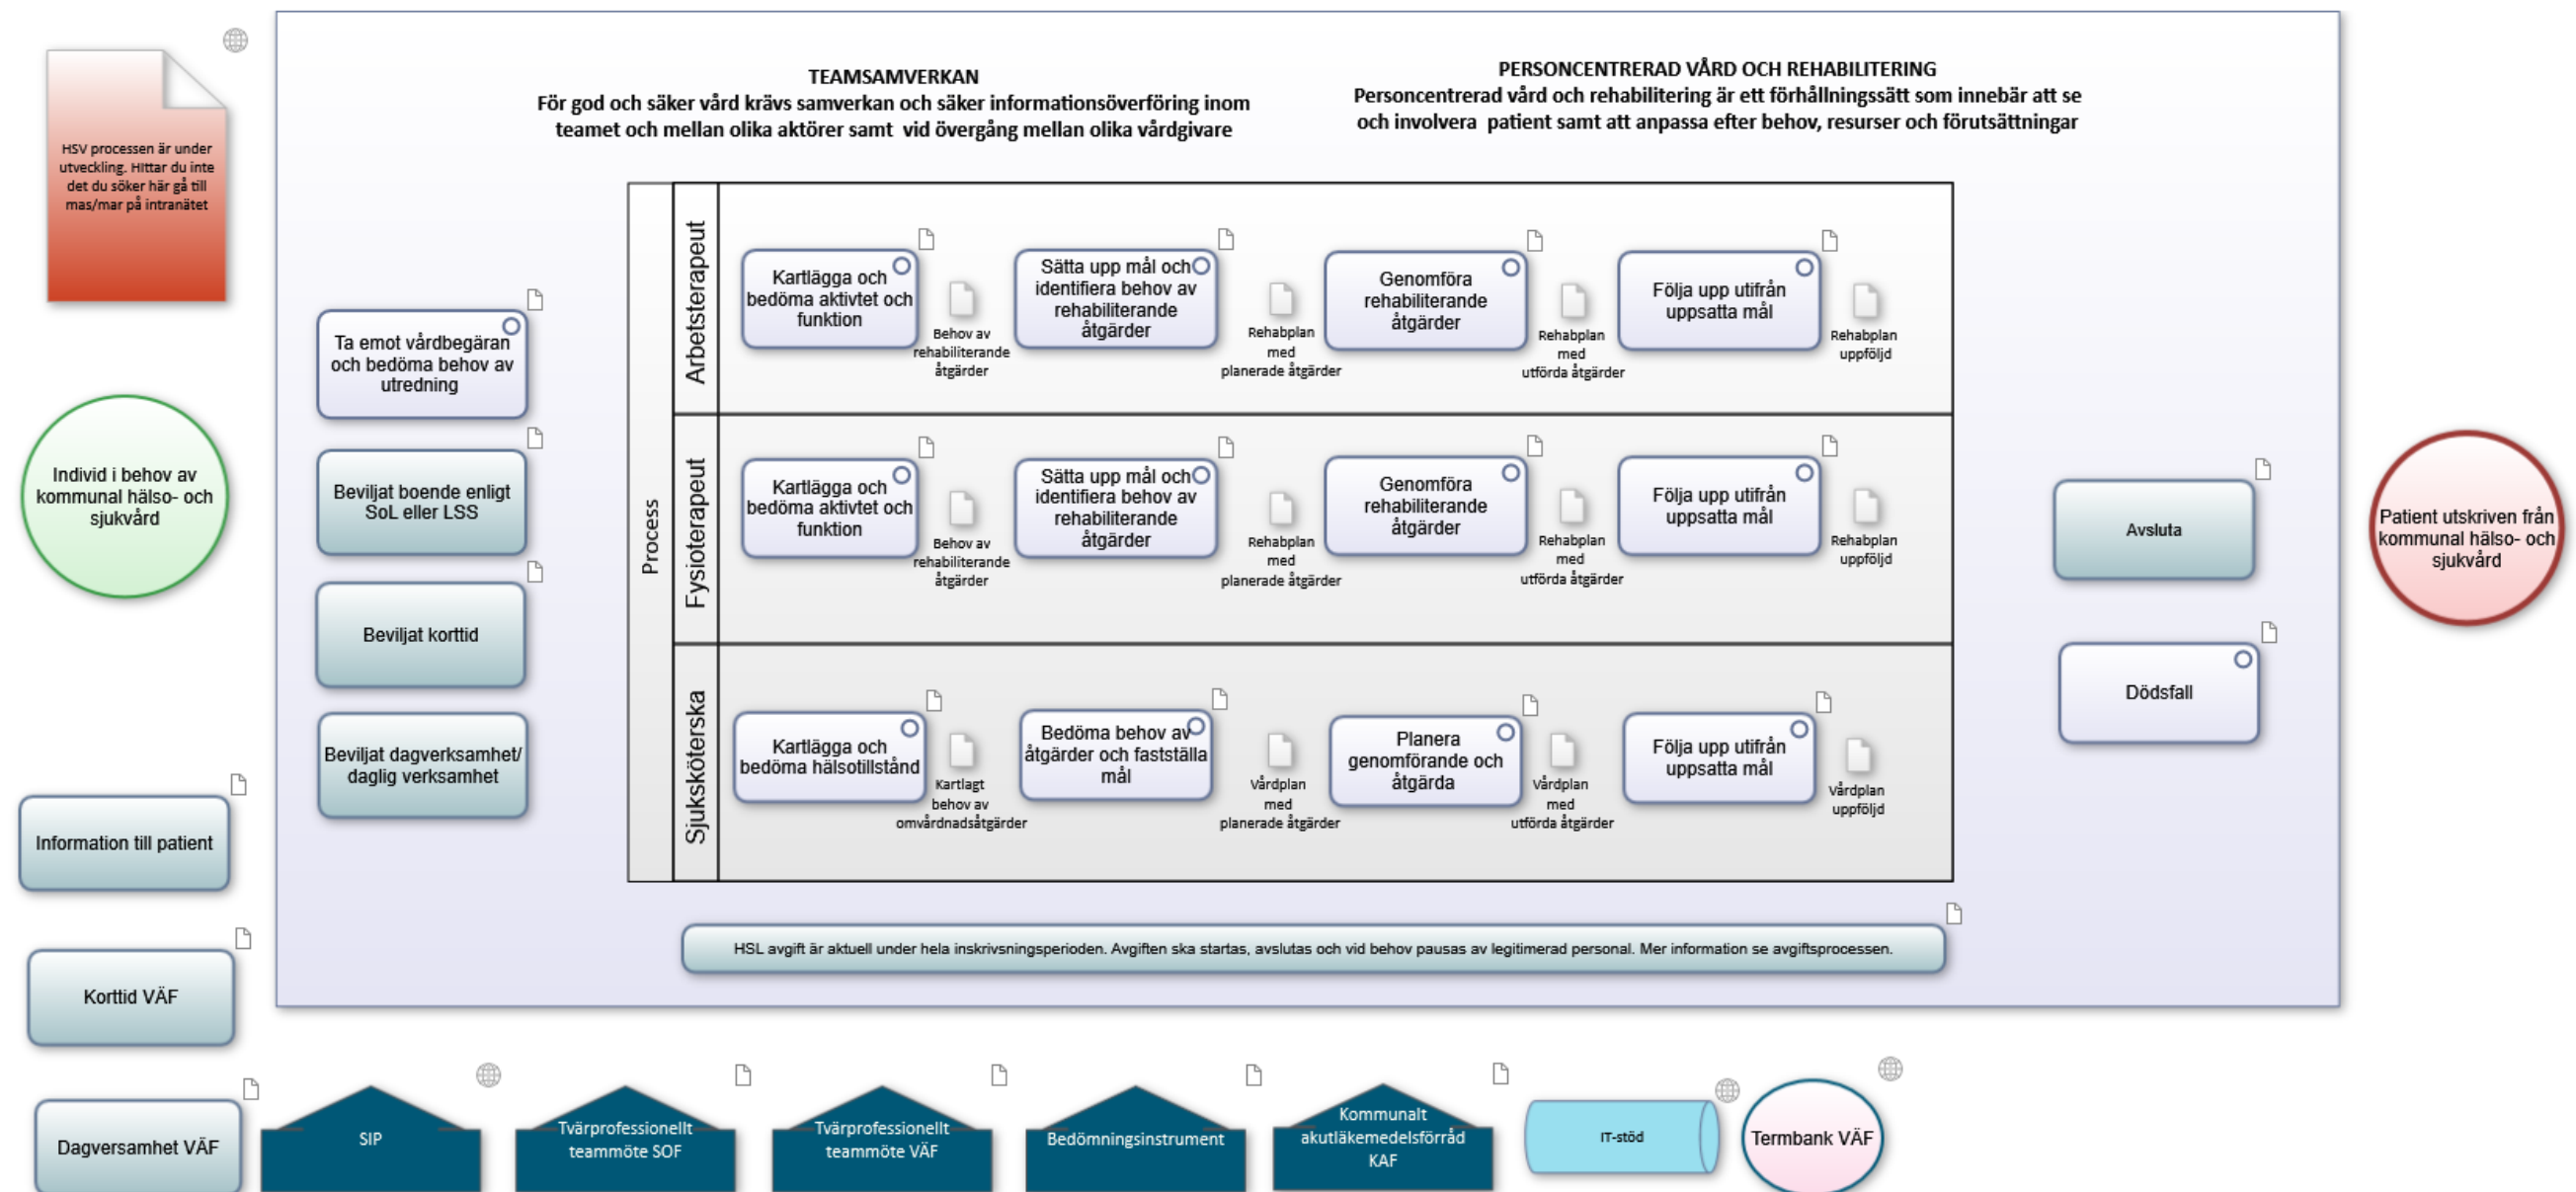 HSV processen är under
utveckling. HIttar du inte
det du söker här gå till
mas/mar på intranätet
TEAMSAMVERKAN
För god och säker vård krävs samverkan och säker informationsöverföring inom
teamet och mellan olika aktörer samt  vid övergång mellan olika vårdgivare
PERSONCENTRERAD VÅRD OCH REHABILITERING
Personcentrerad vård och rehabilitering är ett förhållningssätt som innebär att se
och involvera  patient samt att anpassa efter behov, resurser och förutsättningar
Individ i behov av
kommunal hälso- och
sjukvård
Ta emot vårdbegäran
och bedöma behov av
utredning
Beviljat boende enligt
SoL eller LSS
Beviljat korttid
Beviljat dagverksamhet/
daglig verksamhet
Process
Arbetsterapeut
Kartlägga och
bedöma aktivtet och
funktion
Behov av
rehabiliterande
åtgärder
Sätta upp mål och
identifiera behov av
rehabiliterande
åtgärder
Rehabplan
med
planerade åtgärder
Genomföra
rehabiliterande
åtgärder
Rehabplan
med
utförda åtgärder
Följa upp utifrån
uppsatta mål
Rehabplan
uppföljd
Fysioterapeut
Kartlägga och
bedöma aktivtet och
funktion
Behov av
rehabiliterande
åtgärder
Sätta upp mål och
identifiera behov av
rehabiliterande
åtgärder
Rehabplan
med
planerade åtgärder
Genomföra
rehabiliterande
åtgärder
Rehabplan
med
utförda åtgärder
Följa upp utifrån
uppsatta mål
Rehabplan
uppföljd
Sjuksköterska
Kartlägga och
bedöma hälsotillstånd
Kartlagt
behov av
omvårdnadsåtgärder
Bedöma behov av
åtgärder och fastställa
mål
Vårdplan
med
planerade åtgärder
Planera
genomförande och
åtgärda
Vårdplan
med
utförda åtgärder
Följa upp utifrån
uppsatta mål
Vårdplan
uppföljd
Avsluta
Dödsfall
Patient utskriven från
kommunal hälso- och
sjukvård
HSL avgift är aktuell under hela inskrivsningsperioden. Avgiften ska startas, avslutas och vid behov pausas av legitimerad personal. Mer information se avgiftsprocessen.
Information till patient
Korttid VÄF
Dagversamhet VÄF
SIP
Tvärprofessionellt
teammöte SOF
Tvärprofessionellt
teammöte VÄF
Bedömningsinstrument
Kommunalt
akutläkemedelsförråd
KAF
IT-stöd
Termbank VÄF